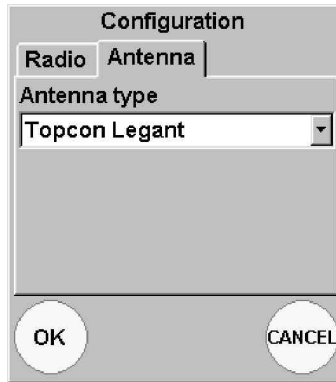 Configuration
Radio Antenna
Antenna type
Topcon Legant
OK CANCEL